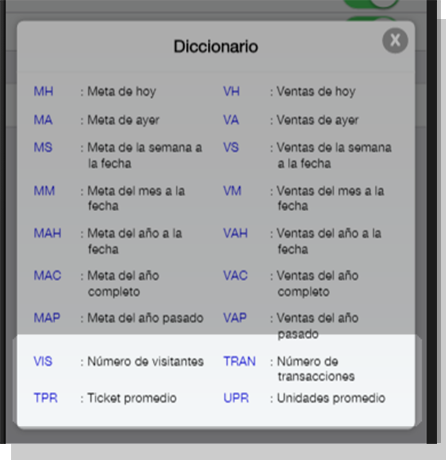 Diccionario
X
MH : Meta de hoy VH : Ventas de hoy
MA : Meta de ayer VA : Ventas de ayer
MS : Meta de la semana a VS : Ventas de la semana
la fecha a la fecha
MM : Meta del mes a la VM : Ventas del mes a la
fecha fecha
MAH : Meta del año a la VAH : Ventas del año a la
fecha fecha
MAC : Meta del año VAC : Ventas del año
completo completo
MAP : Meta del año pasado VAP : Ventas del año
pasado
VIS : Número de visitantes TRAN : Número de
transacciones
TPR : Ticket promedio UPR : Unidades promedio